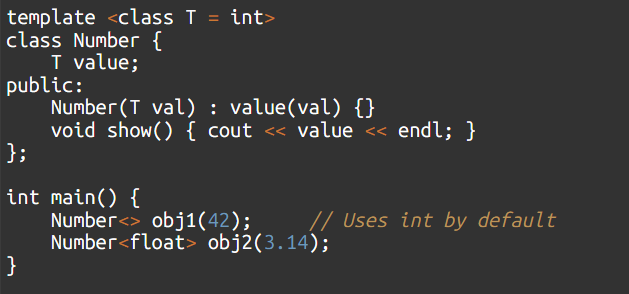 template <class T = int>
class Number {
    T value;
public:
    Number(T val) : value(val) {}
    void show() { cout << value << endl; }
};

int main() {
    Number<> obj1(42);     // Uses int by default
    Number<float> obj2(3.14);
}